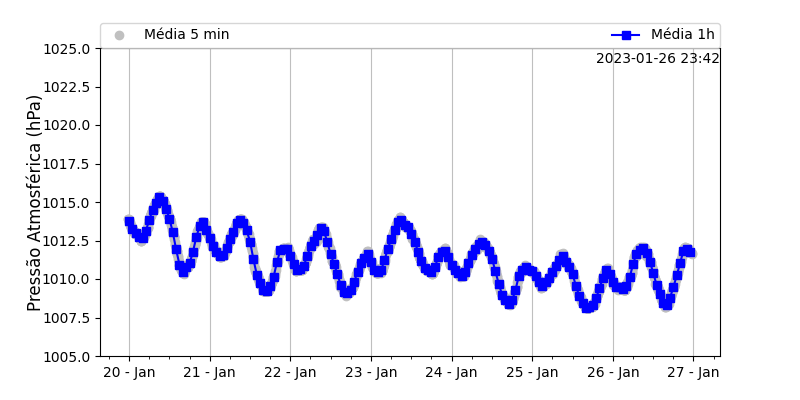 Média 5 min
Média 1h
2023-01-26 23:42
Pressão Atmosférica (hPa)
1025.0
1022.5
1020.0
1017.5
1015.0
1012.5
1010.0
1007.5
1005.0
20 - Jan
21 - Jan
22 - Jan
23 - Jan
24 - Jan
25 - Jan
26 - Jan
27 - Jan